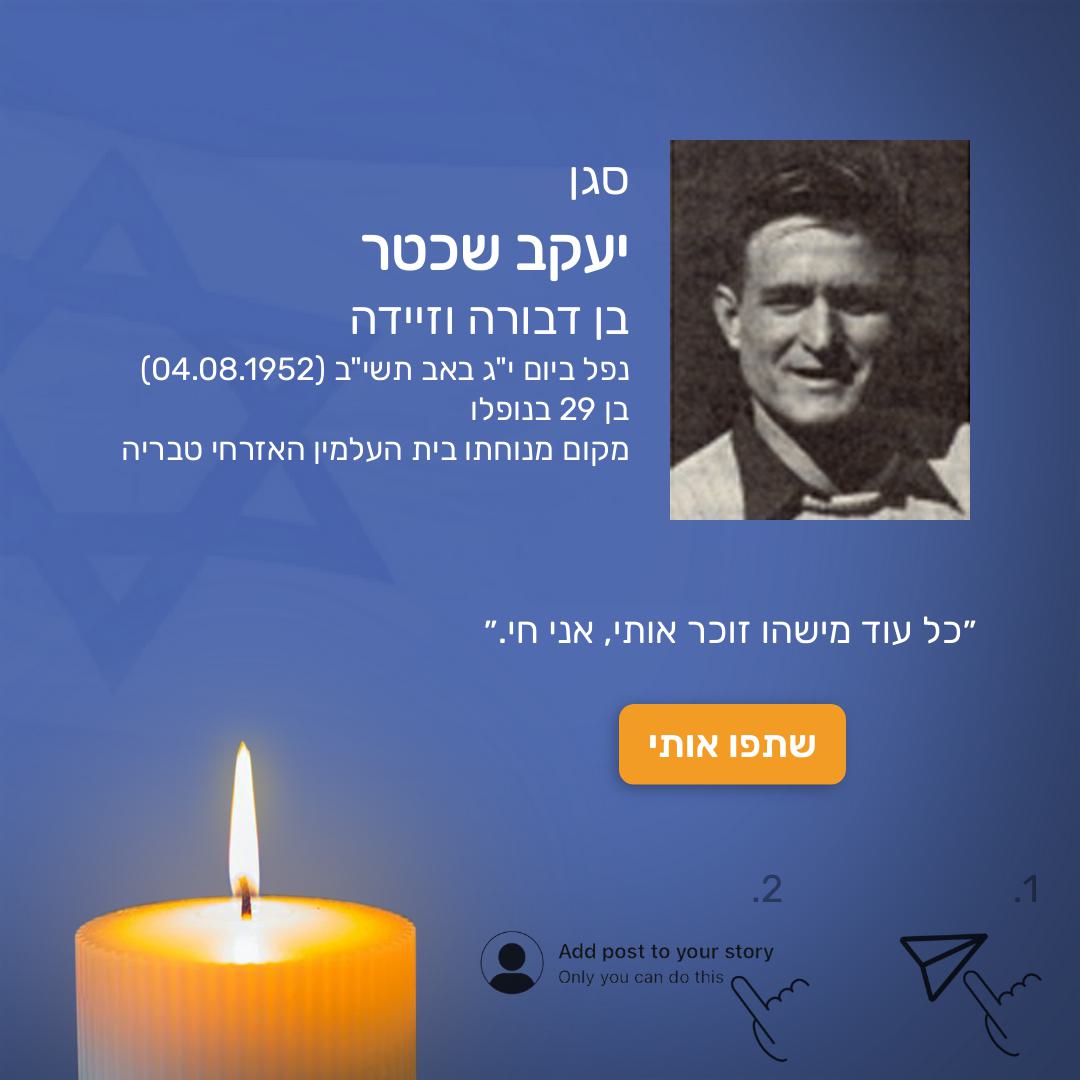 סגן
יעקב שכטר
בן דבורה וזיידה
נפל ביום י"ג באב תשי"ב (04.08.1952)
בן 29 בנופלו
מקום מנוחתו בית העלמין האזרחי טבריה
״כל עוד מישהו זוכר אותי, אני חי.״
שתפו אותי
1.
2.
Add post to your story
Only you can do this